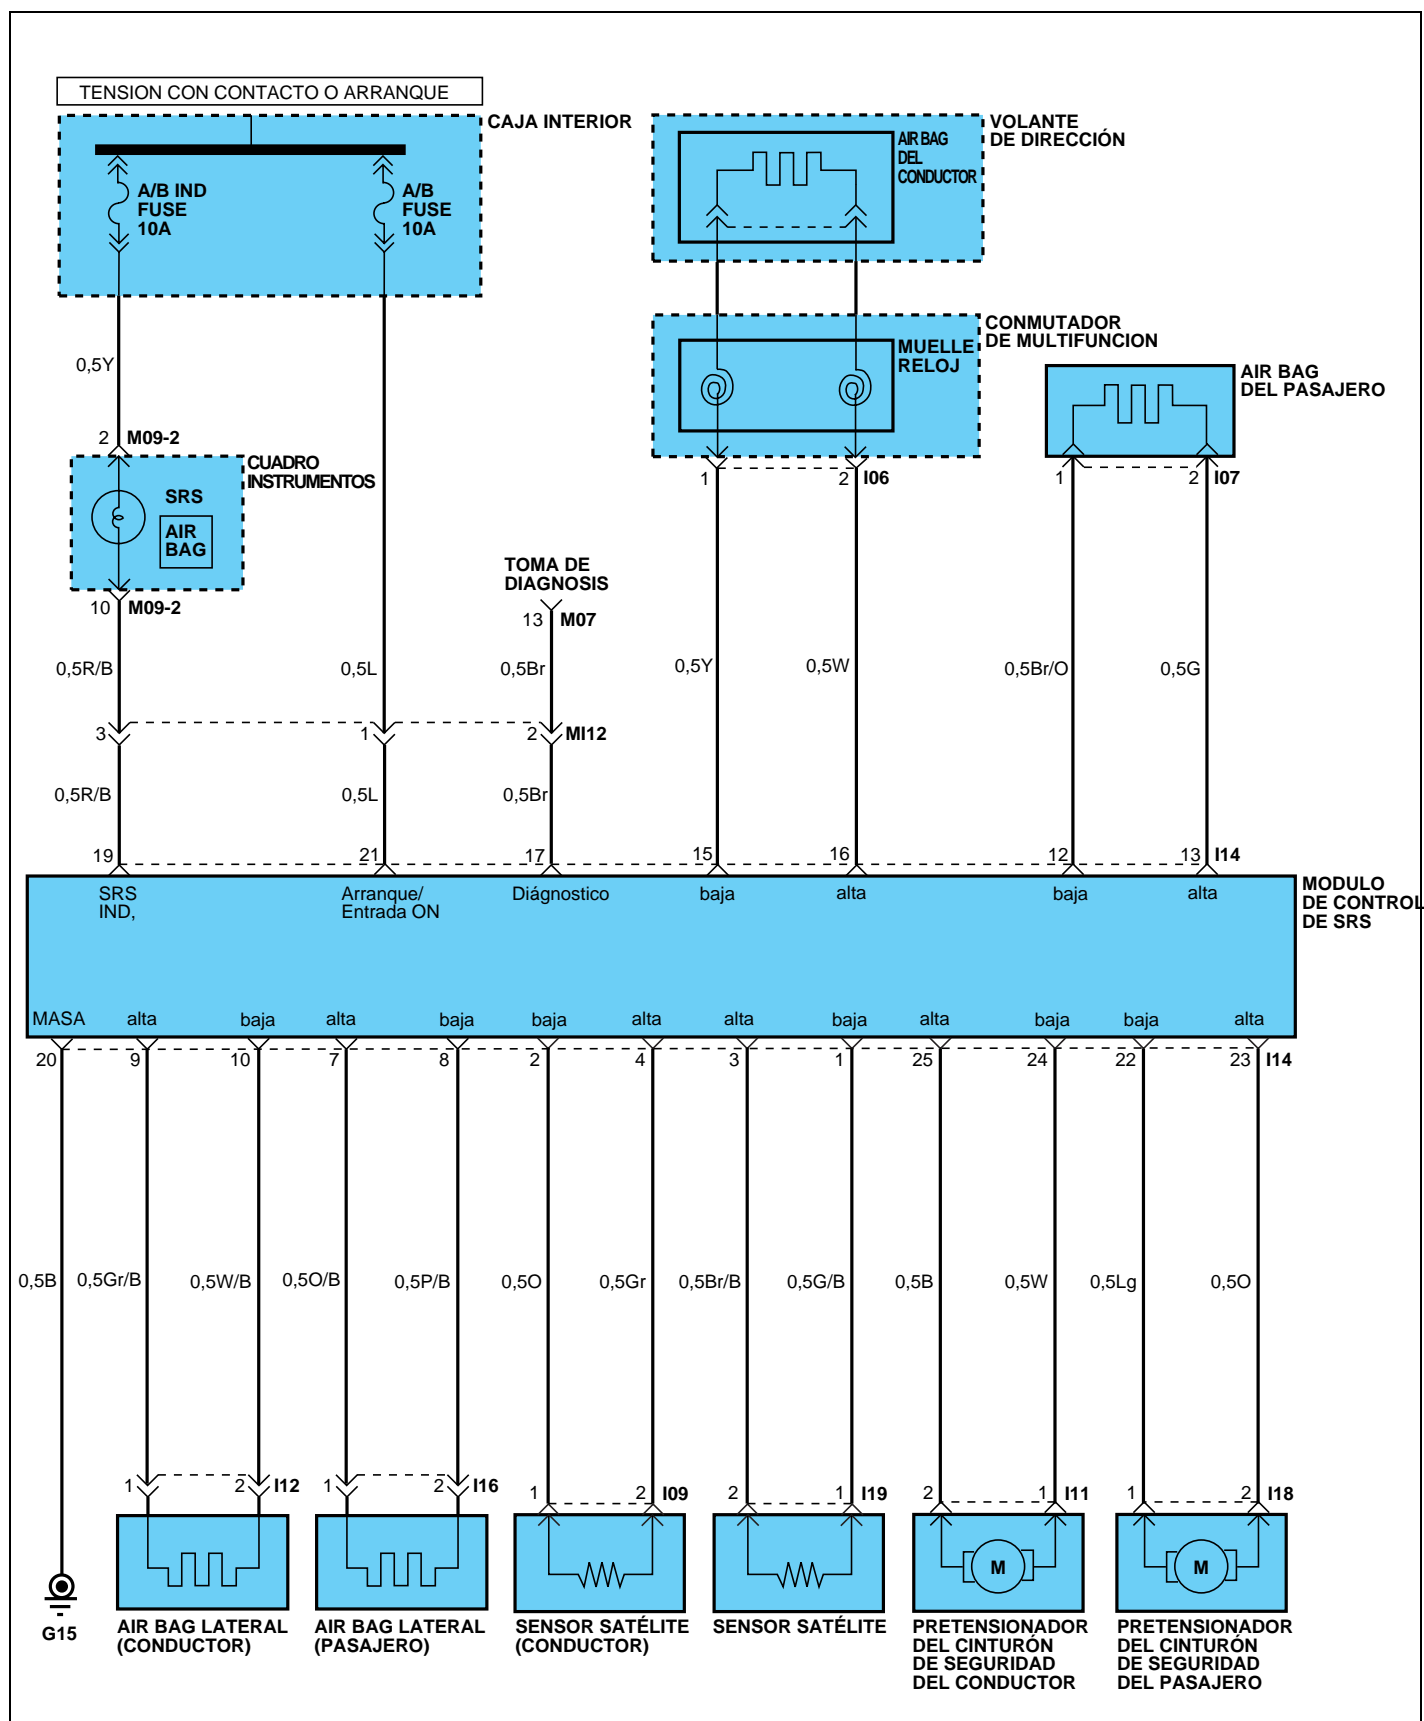 TENSION CON CONTACTO O ARRANQUE
CAJA INTERIOR
A/B IND
FUSE
10A
A/B
FUSE
10A
VOLANTE
DE DIRECCIÓN
AIR BAG
DEL
CONDUCTOR
CONMUTADOR
DE MULTIFUNCION
MUELLE
RELOJ
AIR BAG
DEL PASAJERO
0,5Y
2 M09-2
CUADRO
INSTRUMENTOS
SRS
AIR
BAG
10 M09-2
1 2 I06
1 2 I07
TOMA DE
DIAGNOSIS
13 M07
0,5R/B 0,5L 0,5Br 0,5Y 0,5W 0,5Br/O 0,5G
3 1 2 MI12
0,5R/B 0,5L 0,5Br
19 21 17 15 16 12 13 I14
SRS
IND,
Arranque/
Entrada ON
Diágnostico
baja alta baja alta
MODULO
DE CONTROL
DE SRS
MASA alta baja alta baja baja alta alta baja alta baja baja alta
20 9 10 7 8 2 4 3 1 25 24 22 23 I14
0,5B 0,5Gr/B 0,5W/B 0,5O/B 0,5P/B 0,5O 0,5Gr 0,5Br/B 0,5G/B 0,5B 0,5W 0,5Lg 0,5O
1 2 I12
1 2 I16
1 2 I09
2 1 I19
2 1 I11
1 2 I18
M
M
G15
AIR BAG LATERAL
(CONDUCTOR)
AIR BAG LATERAL
(PASAJERO)
SENSOR SATÉLITE
(CONDUCTOR)
SENSOR SATÉLITE
PRETENSIONADOR
DEL CINTURÓN
DE SEGURIDAD
DEL CONDUCTOR
PRETENSIONADOR
DEL CINTURÓN
DE SEGURIDAD
DEL PASAJERO